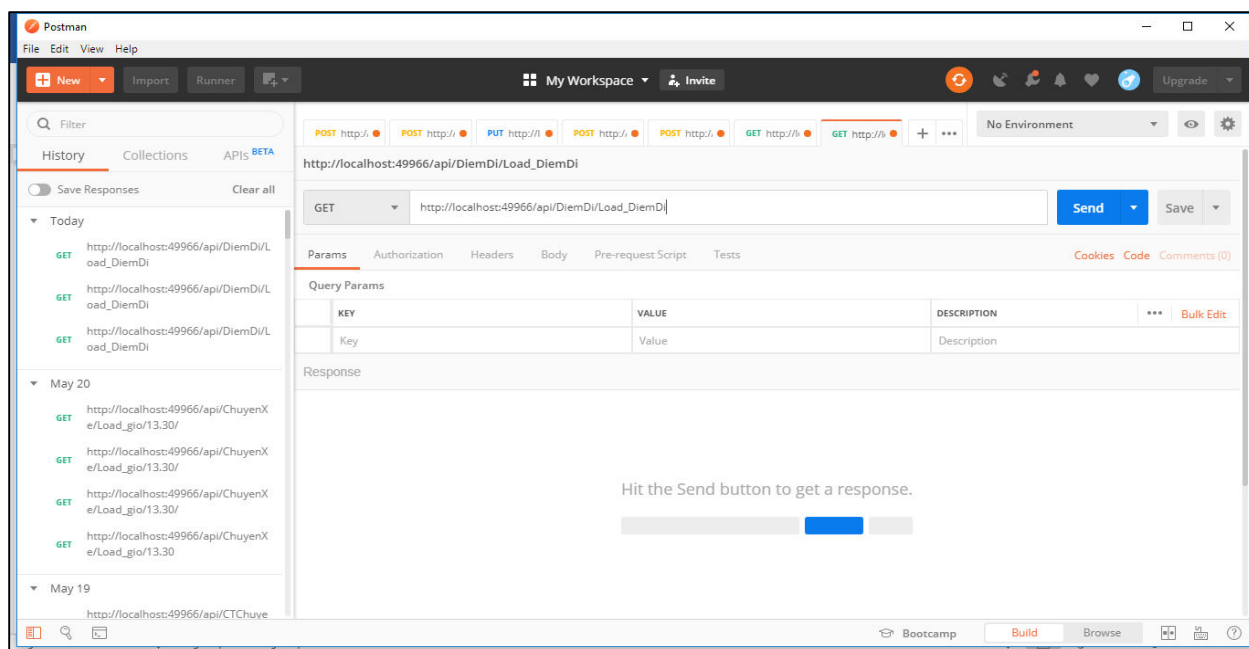 Postman
File Edit View Help
New Import Runner My Workspace Invite Upgrade
Filter
History Collections APIs BETA
Save Responses Clear all
Today
GET http://localhost:49966/api/DiemDi/L
oad_DiemDi
GET http://localhost:49966/api/DiemDi/L
oad_DiemDi
GET http://localhost:49966/api/DiemDi/L
oad_DiemDi
May 20
GET http://localhost:49966/api/ChuyenX
e/Load_gio/13.30/
GET http://localhost:49966/api/ChuyenX
e/Load_gio/13.30/
GET http://localhost:49966/api/ChuyenX
e/Load_gio/13.30/
GET http://localhost:49966/api/ChuyenX
e/Load_gio/13.30
May 19
http://localhost:49966/api/CTChuye
POST http:/ POST http:/ PUT http://l POST http:/ POST http:/ GET http://l GET http://l No Environment
http://localhost:49966/api/DiemDi/Load_DiemDi
GET http://localhost:49966/api/DiemDi/Load_DiemDi Send Save
Params Authorization Headers Body Pre-request Script Tests Cookies Code Comments (0)
Query Params
KEY VALUE DESCRIPTION Bulk Edit
Key Value Description
Response
Hit the Send button to get a response.
Bootcamp Build Browse